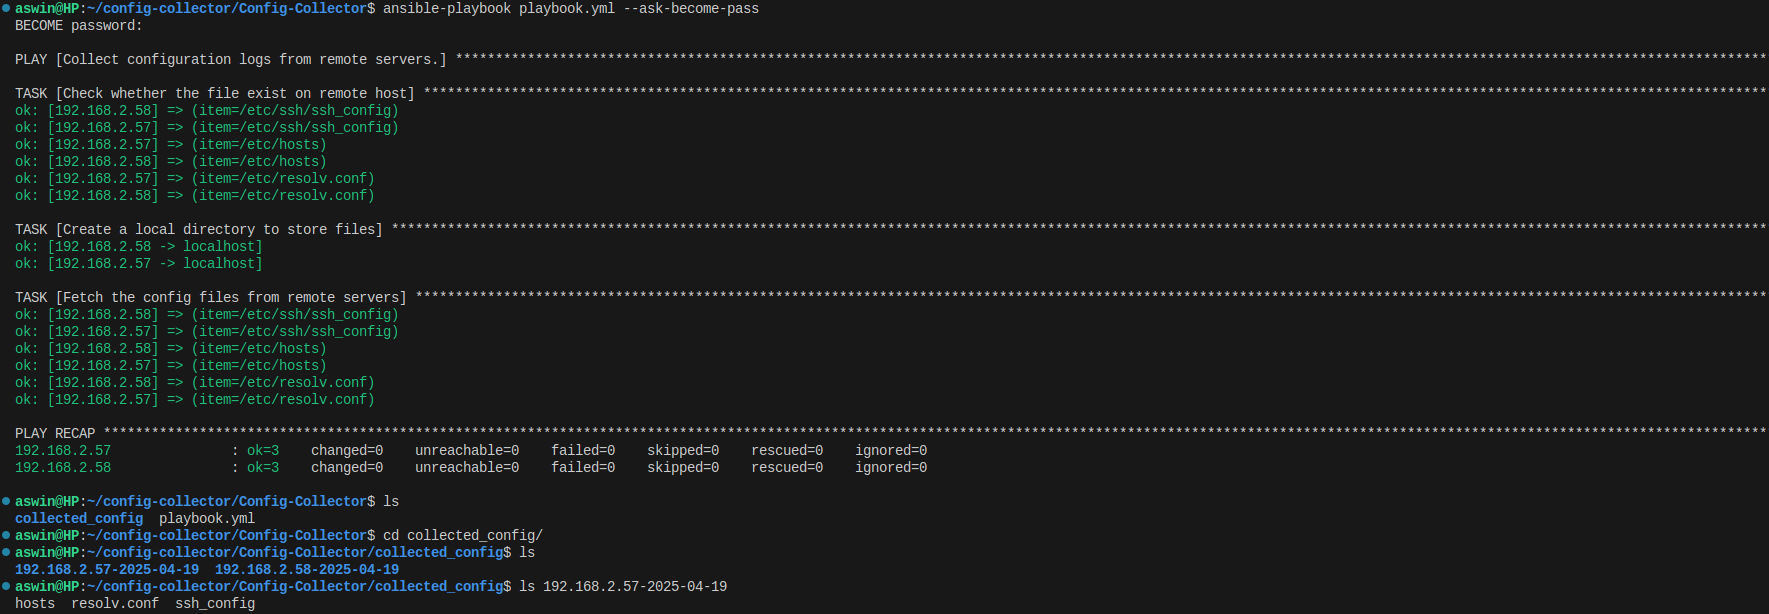 aswin@HP:~/config-collector/Config-Collector$ ansible-playbook playbook.yml --ask-become-pass
BECOME password:
PLAY [Collect configuration logs from remote servers.] ********************************************************************************************************************************************************************
TASK [Check whether the file exist on remote host] ************************************************************************************************************************************************************************
ok: [192.168.2.58] => (item=/etc/ssh/ssh_config)
ok: [192.168.2.57] => (item=/etc/ssh/ssh_config)
ok: [192.168.2.57] => (item=/etc/hosts)
ok: [192.168.2.58] => (item=/etc/hosts)
ok: [192.168.2.57] => (item=/etc/resolv.conf)
ok: [192.168.2.58] => (item=/etc/resolv.conf)
TASK [Create a local directory to store files] ****************************************************************************************************************************************************************************
ok: [192.168.2.58 -> localhost]
ok: [192.168.2.57 -> localhost]
TASK [Fetch the config files from remote servers] *************************************************************************************************************************************************************************
ok: [192.168.2.58] => (item=/etc/ssh/ssh_config)
ok: [192.168.2.57] => (item=/etc/ssh/ssh_config)
ok: [192.168.2.58] => (item=/etc/hosts)
ok: [192.168.2.57] => (item=/etc/hosts)
ok: [192.168.2.58] => (item=/etc/resolv.conf)
ok: [192.168.2.57] => (item=/etc/resolv.conf)
PLAY RECAP ****************************************************************************************************************************************************************************************************************
192.168.2.57               : ok=3    changed=0    unreachable=0    failed=0    skipped=0    rescued=0    ignored=0
192.168.2.58               : ok=3    changed=0    unreachable=0    failed=0    skipped=0    rescued=0    ignored=0
aswin@HP:~/config-collector/Config-Collector$ ls
collected_config  playbook.yml
aswin@HP:~/config-collector/Config-Collector$ cd collected_config/
aswin@HP:~/config-collector/Config-Collector/collected_config$ ls
192.168.2.57-2025-04-19  192.168.2.58-2025-04-19
aswin@HP:~/config-collector/Config-Collector/collected_config$ ls 192.168.2.57-2025-04-19
hosts  resolv.conf  ssh_config